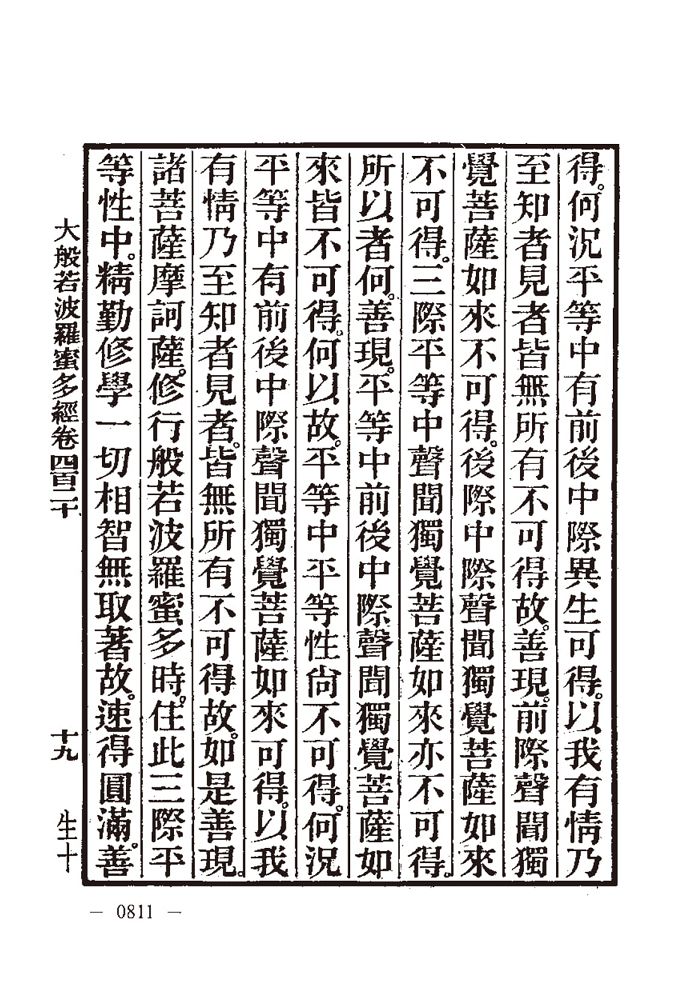 得。何況平等中有前後中際異生可得。以我有情乃
至知者見者皆無所有不可得故。善現。前際聲聞獨
覺菩薩如來不可得。後際中際聲聞獨覺菩薩如來
不可得。三際平等中聲聞獨覺菩薩如來亦不可得。
所以者何。善現。平等中前後中際聲聞獨覺菩薩如
來皆不可得。何以故。平等中平等性尙不可得。何況
平等中有前後中際聲聞獨覺菩薩如來可得。以我
有情乃至知者見者。皆無所有不可得故。如是善現。
諸菩薩摩訶薩。修行般若波羅蜜多時。住此三際平
等性中。精勤修學一切相智無取著故。速得圓滿。善
大般若波羅蜜多經卷四百二十
十九
生十
— 0811 —